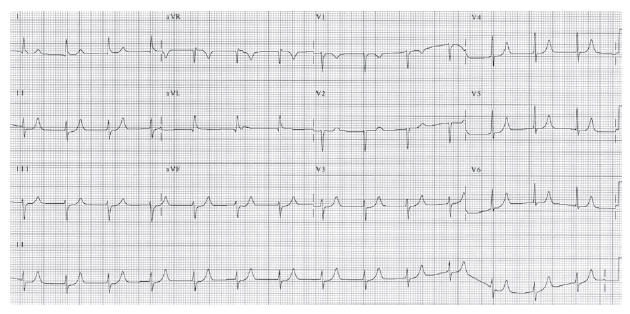 I aVR V1 V4
II aVL V2 V5
III aVF V3 V6
II